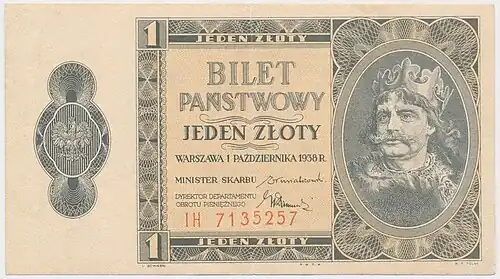 1 JEDEN ZŁOTY
BILET
PAŃSTWOWY
JEDEN ZŁOTY
WARSZAWA 1 PAŹDZIERNIKA 1938 R.
MINISTER SKARBU
DYREKTOR DEPARTAMENTU
OBROTU PIENIĘŻNEGO
IH 7135257
1 JEDEN ZŁOTY